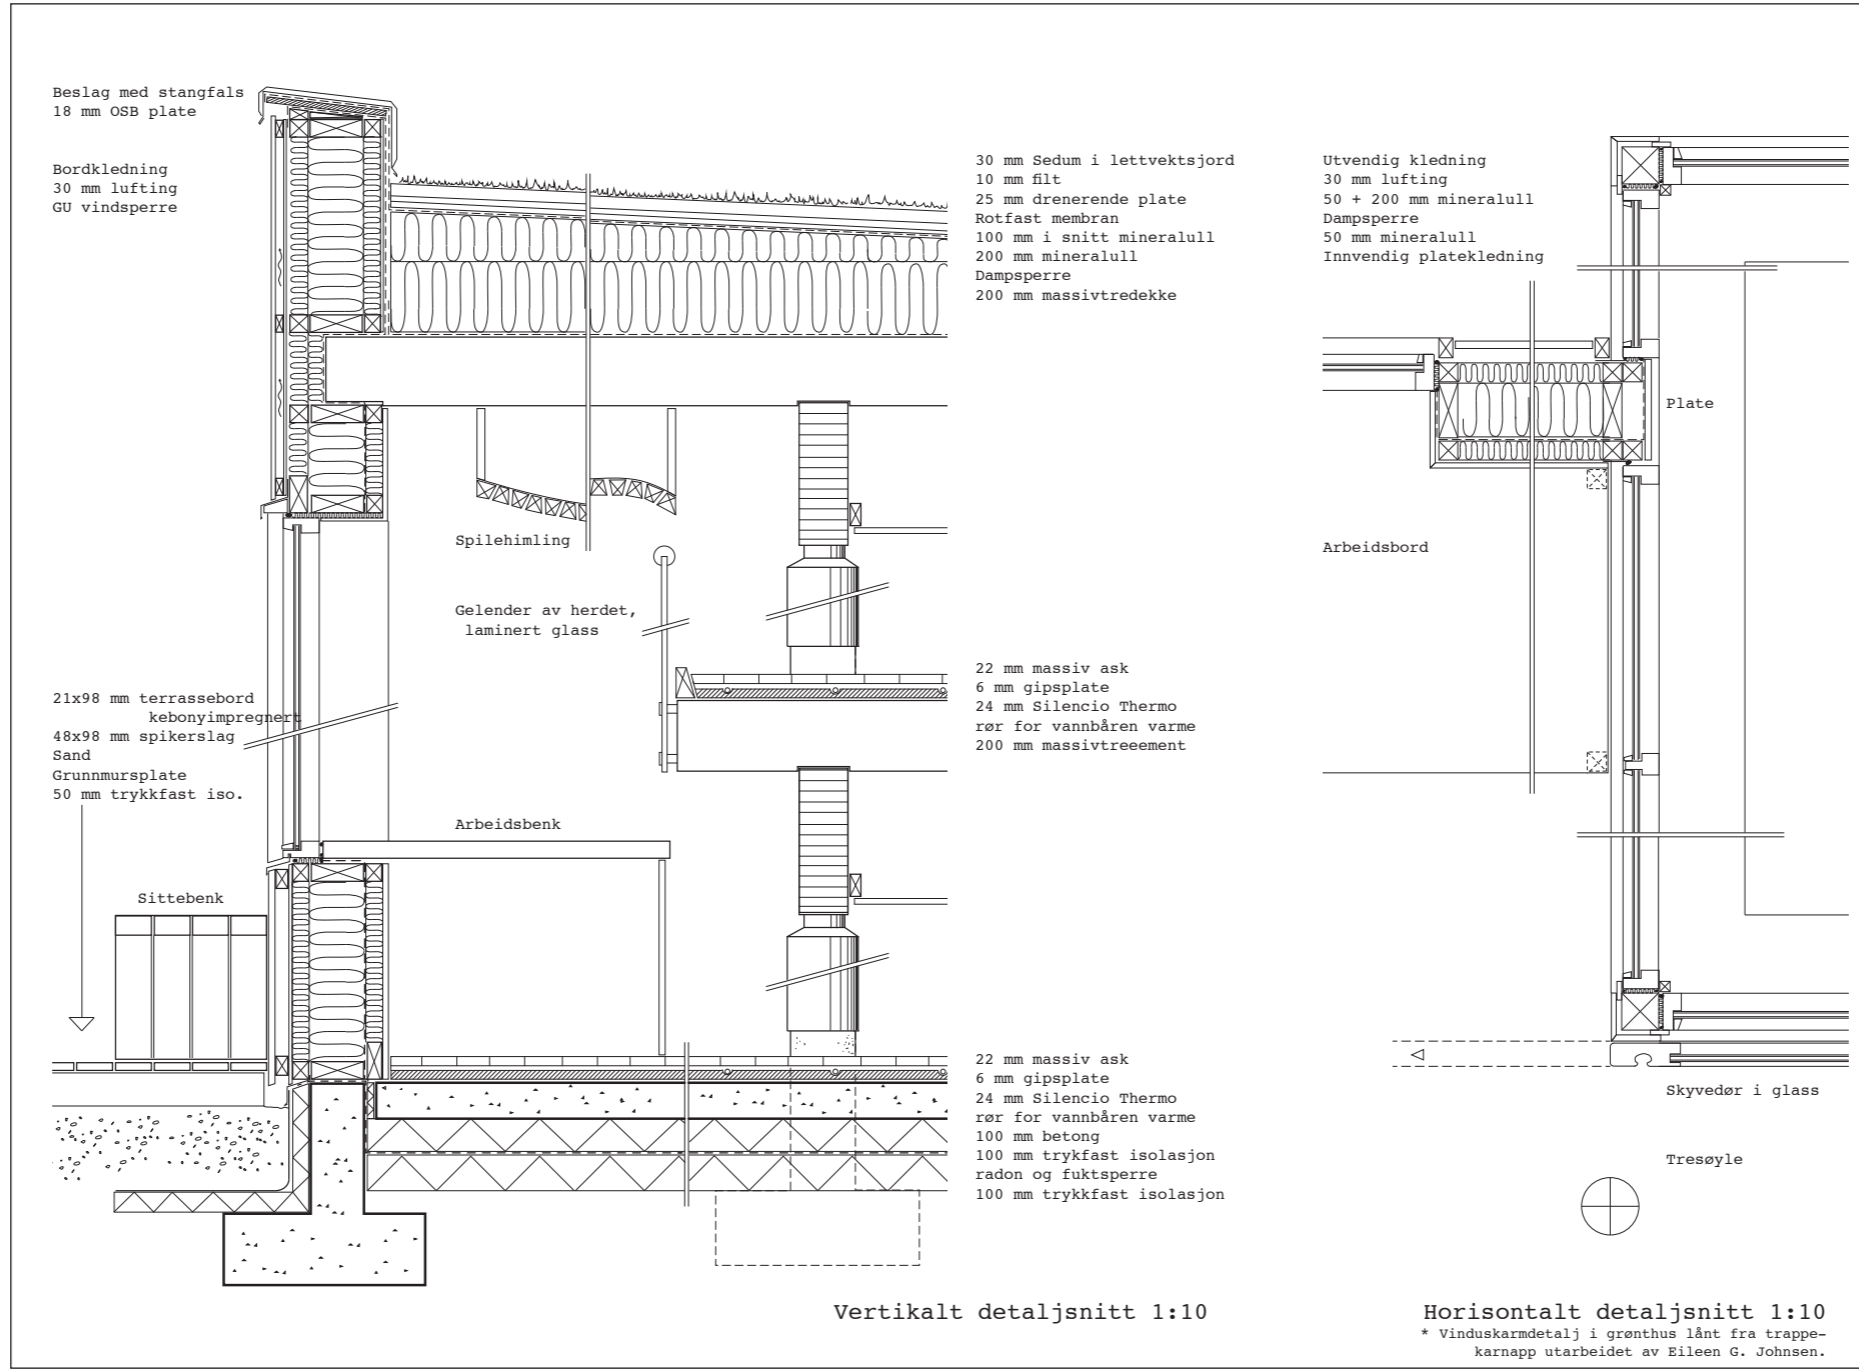 Beslag med stangfals
18 mm OSB plate
Bordkledning
30 mm lufting
GU vindsperre
30 mm Sedum i lettvektsjord
10 mm filt
25 mm drenerende plate
Rotfast membran
100 mm i snitt mineralull
200 mm mineralull
Dampsperre
200 mm massivtredekke
Utvendig kledning
30 mm lufting
50 + 200 mm mineralull
Dampsperre
50 mm mineralull
Innvendig platekledning
Plate
Spilehimling
Arbeidsbord
Gelender av herdet,
laminert glass
21x98 mm terrassebord
kebonyimpregnert
48x98 mm spikerslag
Sand
Grunnmursplate
50 mm trykkfast iso.
22 mm massiv ask
6 mm gipsplate
24 mm Silencio Thermo
rør for vannbåren varme
200 mm massivtreeement
Arbeidsbenk
Sittebenk
22 mm massiv ask
6 mm gipsplate
24 mm Silencio Thermo
rør for vannbåren varme
100 mm betong
100 mm trykfast isolasjon
radon og fuktsperre
100 mm trykkfast isolasjon
Skyvedør i glass
Tresøyle
Vertikalt detaljsnitt 1:10
Horisontalt detaljsnitt 1:10
* Vinduskarmdetalj i grønthus lånt fra trappe-
karnapp utarbeidet av Eileen G. Johnsen.